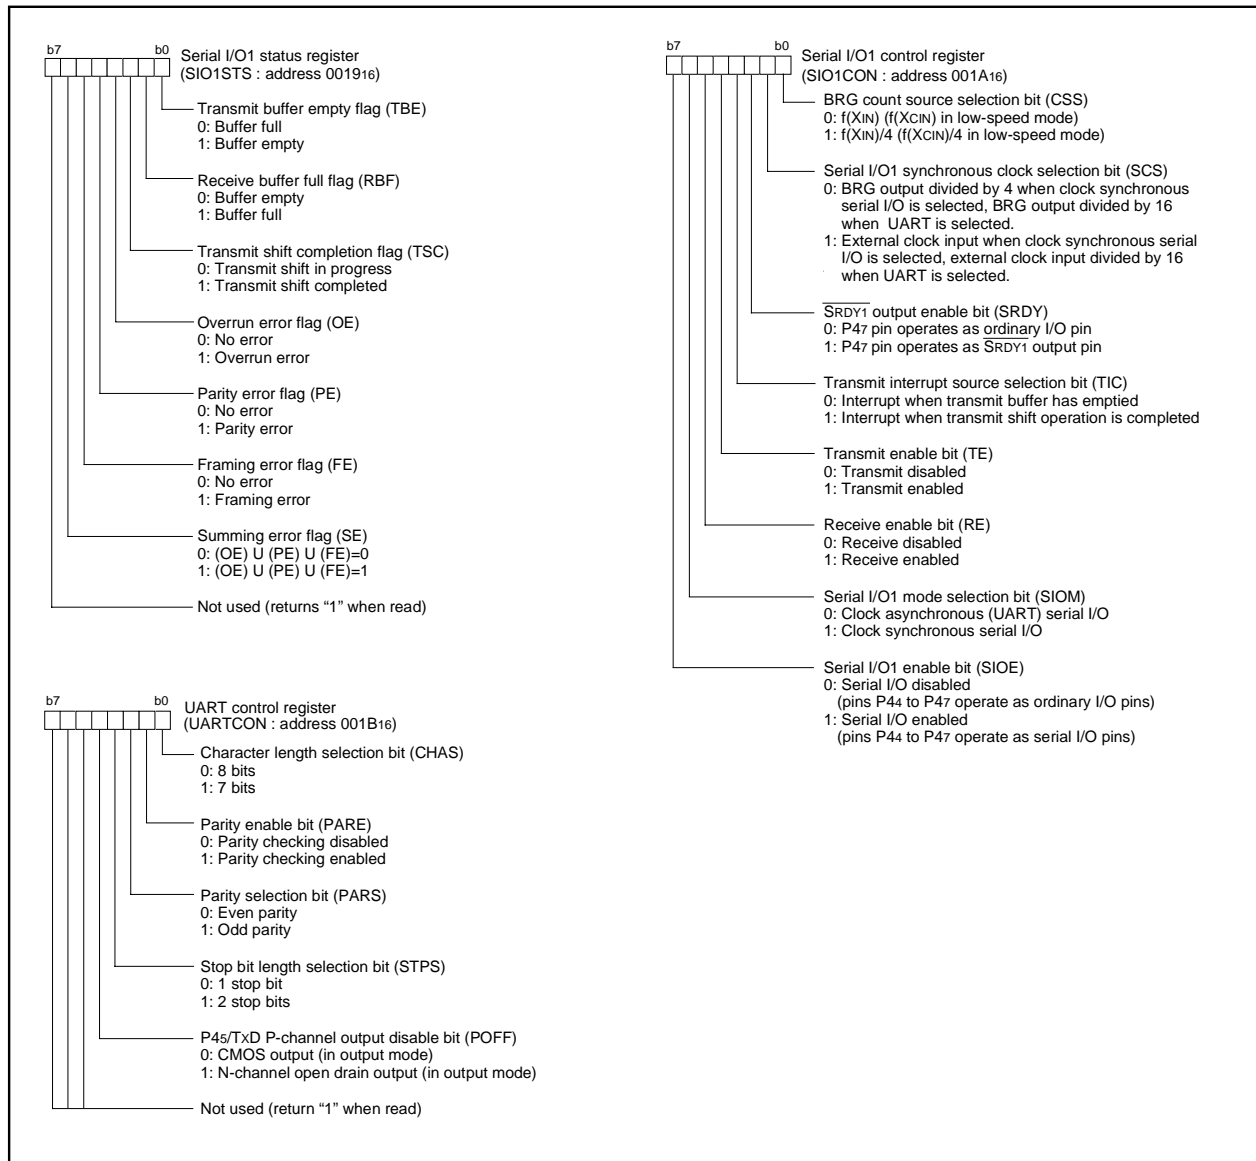 b7 b0
Serial I/O1 status register
(SIO1STS : address 001916)
Transmit buffer empty flag (TBE)
0: Buffer full
1: Buffer empty
Receive buffer full flag (RBF)
0: Buffer empty
1: Buffer full
Transmit shift completion flag (TSC)
0: Transmit shift in progress
1: Transmit shift completed
Overrun error flag (OE)
0: No error
1: Overrun error
Parity error flag (PE)
0: No error
1: Parity error
Framing error flag (FE)
0: No error
1: Framing error
Summing error flag (SE)
0: (OE) U (PE) U (FE)=0
1: (OE) U (PE) U (FE)=1
Not used (returns “1” when read)
b7 b0
UART control register
(UARTCON : address 001B16)
Character length selection bit (CHAS)
0: 8 bits
1: 7 bits
Parity enable bit (PARE)
0: Parity checking disabled
1: Parity checking enabled
Parity selection bit (PARS)
0: Even parity
1: Odd parity
Stop bit length selection bit (STPS)
0: 1 stop bit
1: 2 stop bits
P45/TXD P-channel output disable bit (POFF)
0: CMOS output (in output mode)
1: N-channel open drain output (in output mode)
Not used (return “1” when read)
b7 b0
Serial I/O1 control register
(SIO1CON : address 001A16)
BRG count source selection bit (CSS)
0: f(XIN) (f(XCIN) in low-speed mode)
1: f(XIN)/4 (f(XCIN)/4 in low-speed mode)
Serial I/O1 synchronous clock selection bit (SCS)
0: BRG output divided by 4 when clock synchronous
serial I/O is selected, BRG output divided by 16
when UART is selected.
1: External clock input when clock synchronous serial
I/O is selected, external clock input divided by 16
when UART is selected.
SRDY1 output enable bit (SRDY)
0: P47 pin operates as ordinary I/O pin
1: P47 pin operates as SRDY1 output pin
Transmit interrupt source selection bit (TIC)
0: Interrupt when transmit buffer has emptied
1: Interrupt when transmit shift operation is completed
Transmit enable bit (TE)
0: Transmit disabled
1: Transmit enabled
Receive enable bit (RE)
0: Receive disabled
1: Receive enabled
Serial I/O1 mode selection bit (SIOM)
0: Clock asynchronous (UART) serial I/O
1: Clock synchronous serial I/O
Serial I/O1 enable bit (SIOE)
0: Serial I/O disabled
(pins P44 to P47 operate as ordinary I/O pins)
1: Serial I/O enabled
(pins P44 to P47 operate as serial I/O pins)